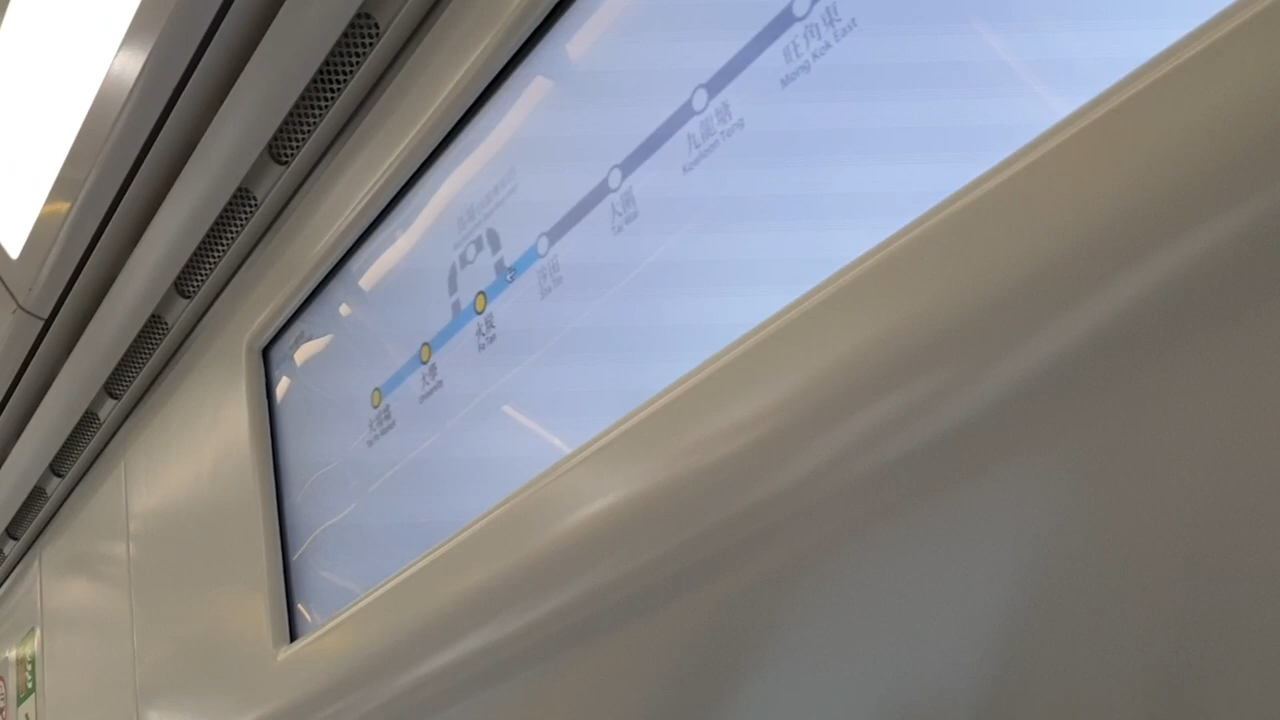 旺角東
Mong Kok East
九龍塘
Kowloon Tong
大圍
Tai Wai
沙田
Sha Tin
火炭
Fo Tan
大學
University
大埔墟
Tai Po Market